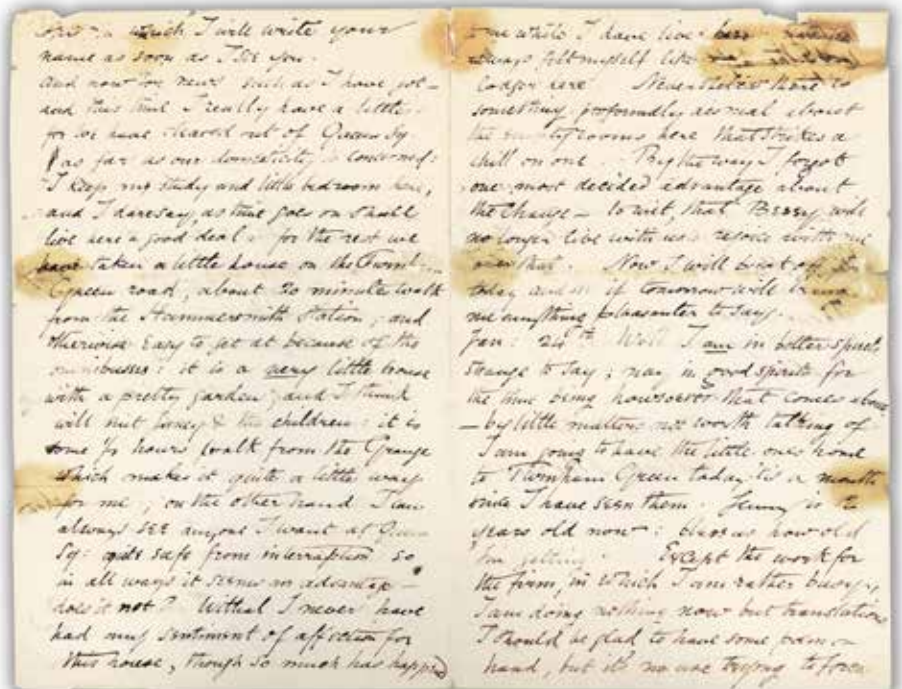 which I will write your
name as soon as I see you.
And now for news such as I have got –
and this time I really have a little
for we have cleared out of Queen Sq.
as far as our domesticity is concerned:
I keep my study and little bedroom here,
and I daresay, as time goes on shall
live here a good deal: for the rest we
have taken a little house on the Turnham
Green road, about 20 minutes walk
from the Hammersmith Station; and
otherwise easy to get at because of the
omnibusses: it is a very little house
with a pretty garden, and I think
will suit Janey & the children: it is
some ½ hours walk from the Grange
which makes it quite a little way
for me; on the other hand I can
always see anyone I want at Queen
Sq: quite safe from interruption so
in all ways it seems an advantage –
does it not? Withal I never have
had any sentiment of affection for
this house, though so much has happed
to me while I have lived here
always felt myself like
lodger here. Nevertheless there is
something profoundly dismal about
the empty rooms here that strikes a
chill on one. By the way I forgot
one most decided advantage about
the change – to wit, that Bessy will
no longer live with us: rejoice with me
over that. Now I will break off
today and see if tomorrow will bring
me anything pleasanter to say.
Jan: 24th Well I am in better spirits
strange to say; nay in good spirits for
the time being howsoever that comes about
– by little matters not worth talking of
I am going to have the little ones home
to Turnham Green today: tis a month
since I have seen them. Jenny is 12
years old now: bless us how old
I'm getting. Except the work for
the firm, in which I am rather busy,
I am doing nothing now but translations
I should be glad to have some poem on
hand, but it's no use trying to force